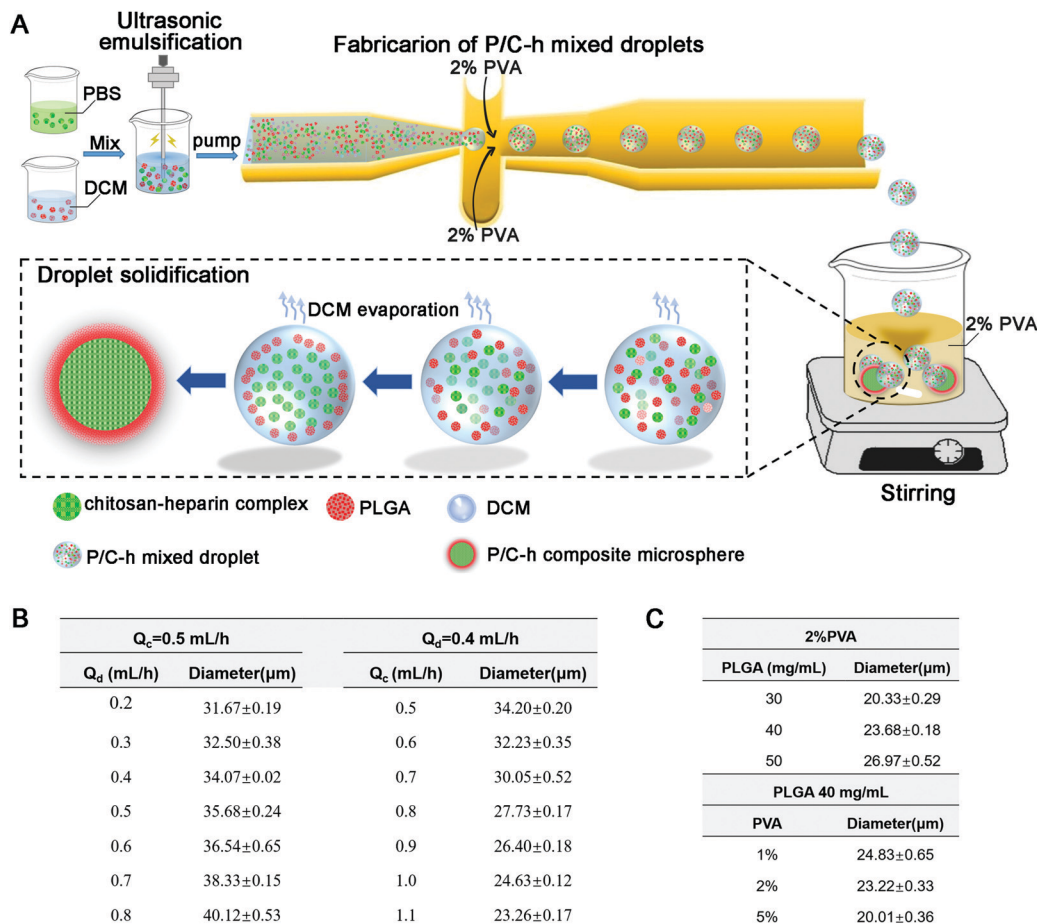 A
Ultrasonic
emulsification
Fabricarion of P/C-h mixed droplets
2% PVA
PBS
Mix
pump
DCM
2% PVA
Droplet solidification
DCM evaporation
2% PVA
Stirring
chitosan-heparin complex PLGA DCM
P/C-h mixed droplet P/C-h composite microsphere
B
Qc=0.5 mL/h Qd=0.4 mL/h
Qd (mL/h) Diameter(μm) Qc (mL/h) Diameter(μm)
0.2 31.67±0.19 0.5 34.20±0.20
0.3 32.50±0.38 0.6 32.23±0.35
0.4 34.07±0.02 0.7 30.05±0.52
0.5 35.68±0.24 0.8 27.73±0.17
0.6 36.54±0.65 0.9 26.40±0.18
0.7 38.33±0.15 1.0 24.63±0.12
0.8 40.12±0.53 1.1 23.26±0.17
C
2%PVA
PLGA (mg/mL) Diameter(μm)
30 20.33±0.29
40 23.68±0.18
50 26.97±0.52
PLGA 40 mg/mL
PVA Diameter(μm)
1% 24.83±0.65
2% 23.22±0.33
5% 20.01±0.36